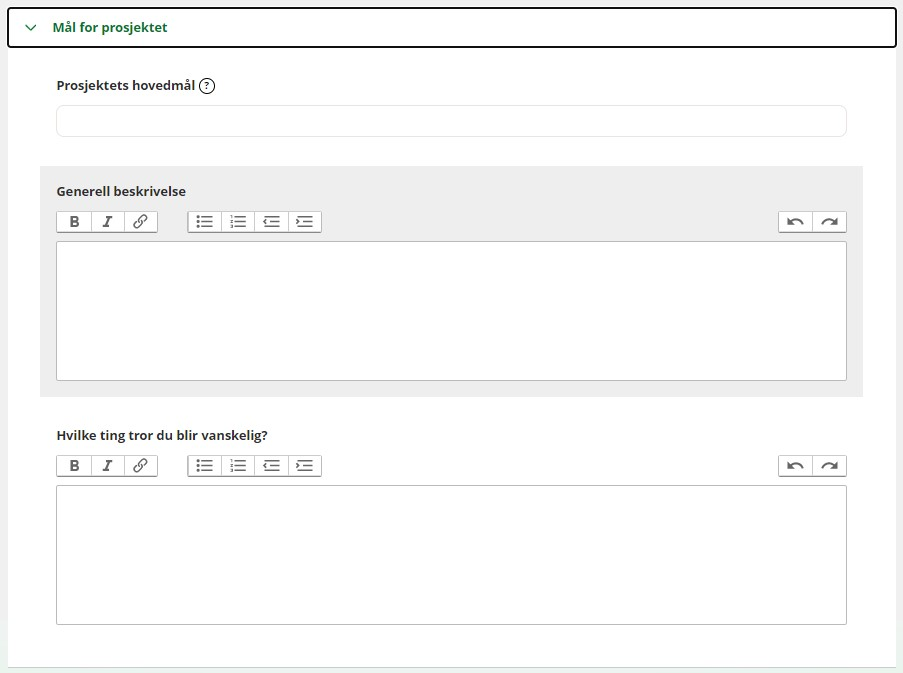 Mål for prosjektet
Prosjektets hovedmål ?
Generell beskrivelse
B I
Hvilke ting tror du blir vanskelig?
B I